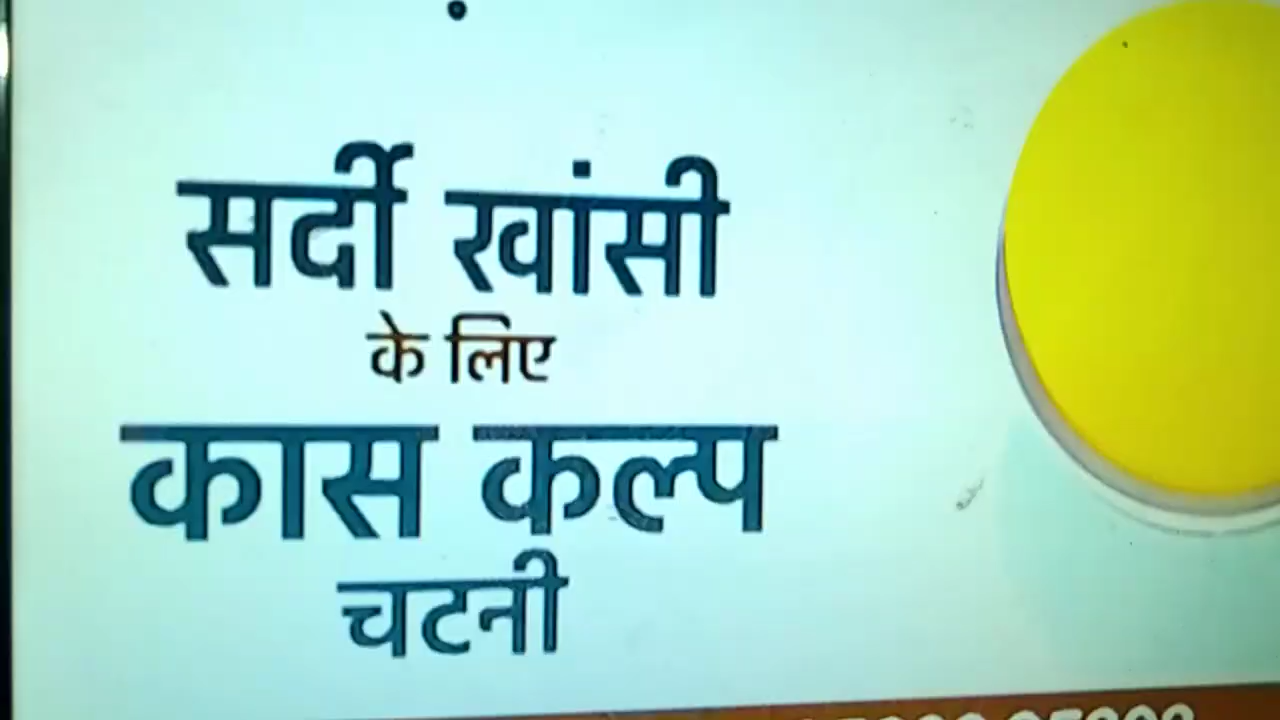 सर्दी खांसी
के लिए
कास कल्प
चटनी